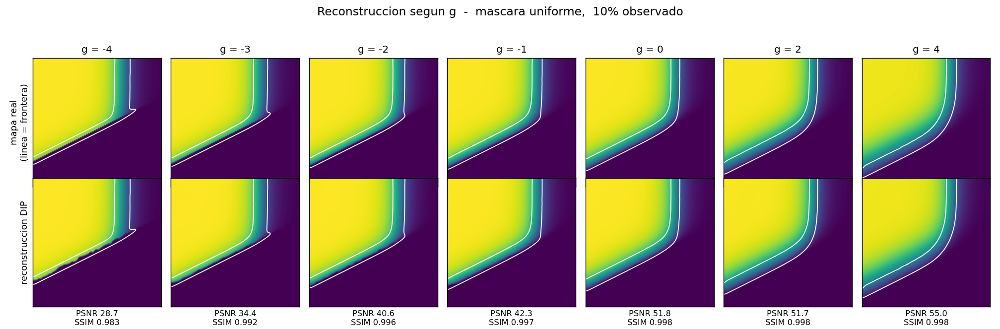 Reconstruccion segun g  -  mascara uniforme,  10% observado
g = -4
g = -3
g = -2
g = -1
g = 0
g = 2
g = 4
mapa real
(linea = frontera)
reconstruccion DIP
PSNR 28.7
SSIM 0.983
PSNR 34.4
SSIM 0.992
PSNR 40.6
SSIM 0.996
PSNR 42.3
SSIM 0.997
PSNR 51.8
SSIM 0.998
PSNR 51.7
SSIM 0.998
PSNR 55.0
SSIM 0.998